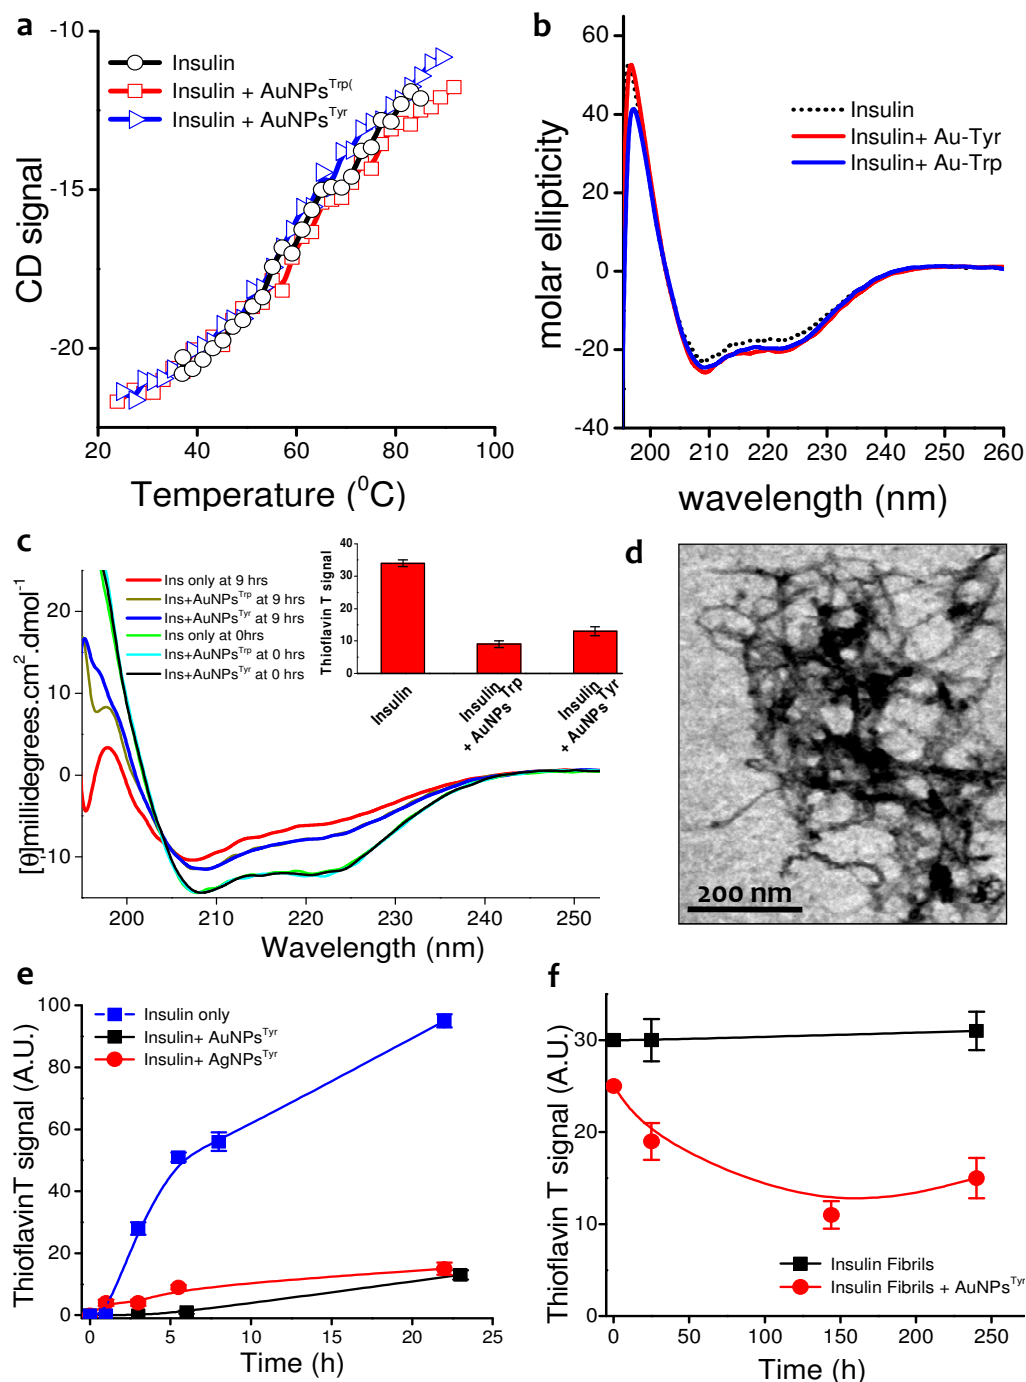 a
-10
-15
-20
CD signal
Insulin
Insulin + AuNPs^Trp(
Insulin + AuNPs^Tyr
20 40 60 80 100
Temperature (⁰C)
b
60
40
20
0
-20
-40
molar ellipticity
Insulin
Insulin+ Au-Tyr
Insulin+ Au-Trp
200 210 220 230 240 250 260
wavelength (nm)
c
20
10
0
-10
[θ]millidegrees.cm².dmol⁻¹
Ins only at 9 hrs
Ins+AuNPs^Trp at 9 hrs
Ins+AuNPs^Tyr at 9 hrs
Ins only at 0hrs
Ins+AuNPs^Trp at 0 hrs
Ins+AuNPs^Tyr at 0 hrs
Thioflavin T signal
40
30
20
10
0
Insulin
Insulin
+ AuNPs^Trp
Insulin
+ AuNPs^Tyr
200 210 220 230 240 250
Wavelength (nm)
d
200 nm
e
100
80
60
40
20
0
ThioflavinT signal (A.U.)
Insulin only
Insulin+ AuNPs^Tyr
Insulin+ AgNPs^Tyr
0 5 10 15 20 25
Time (h)
f
30
20
10
0
Thioflavin T signal (A.U.)
Insulin Fibrils
Insulin Fibrils + AuNPs^Tyr
0 50 100 150 200 250
Time (h)